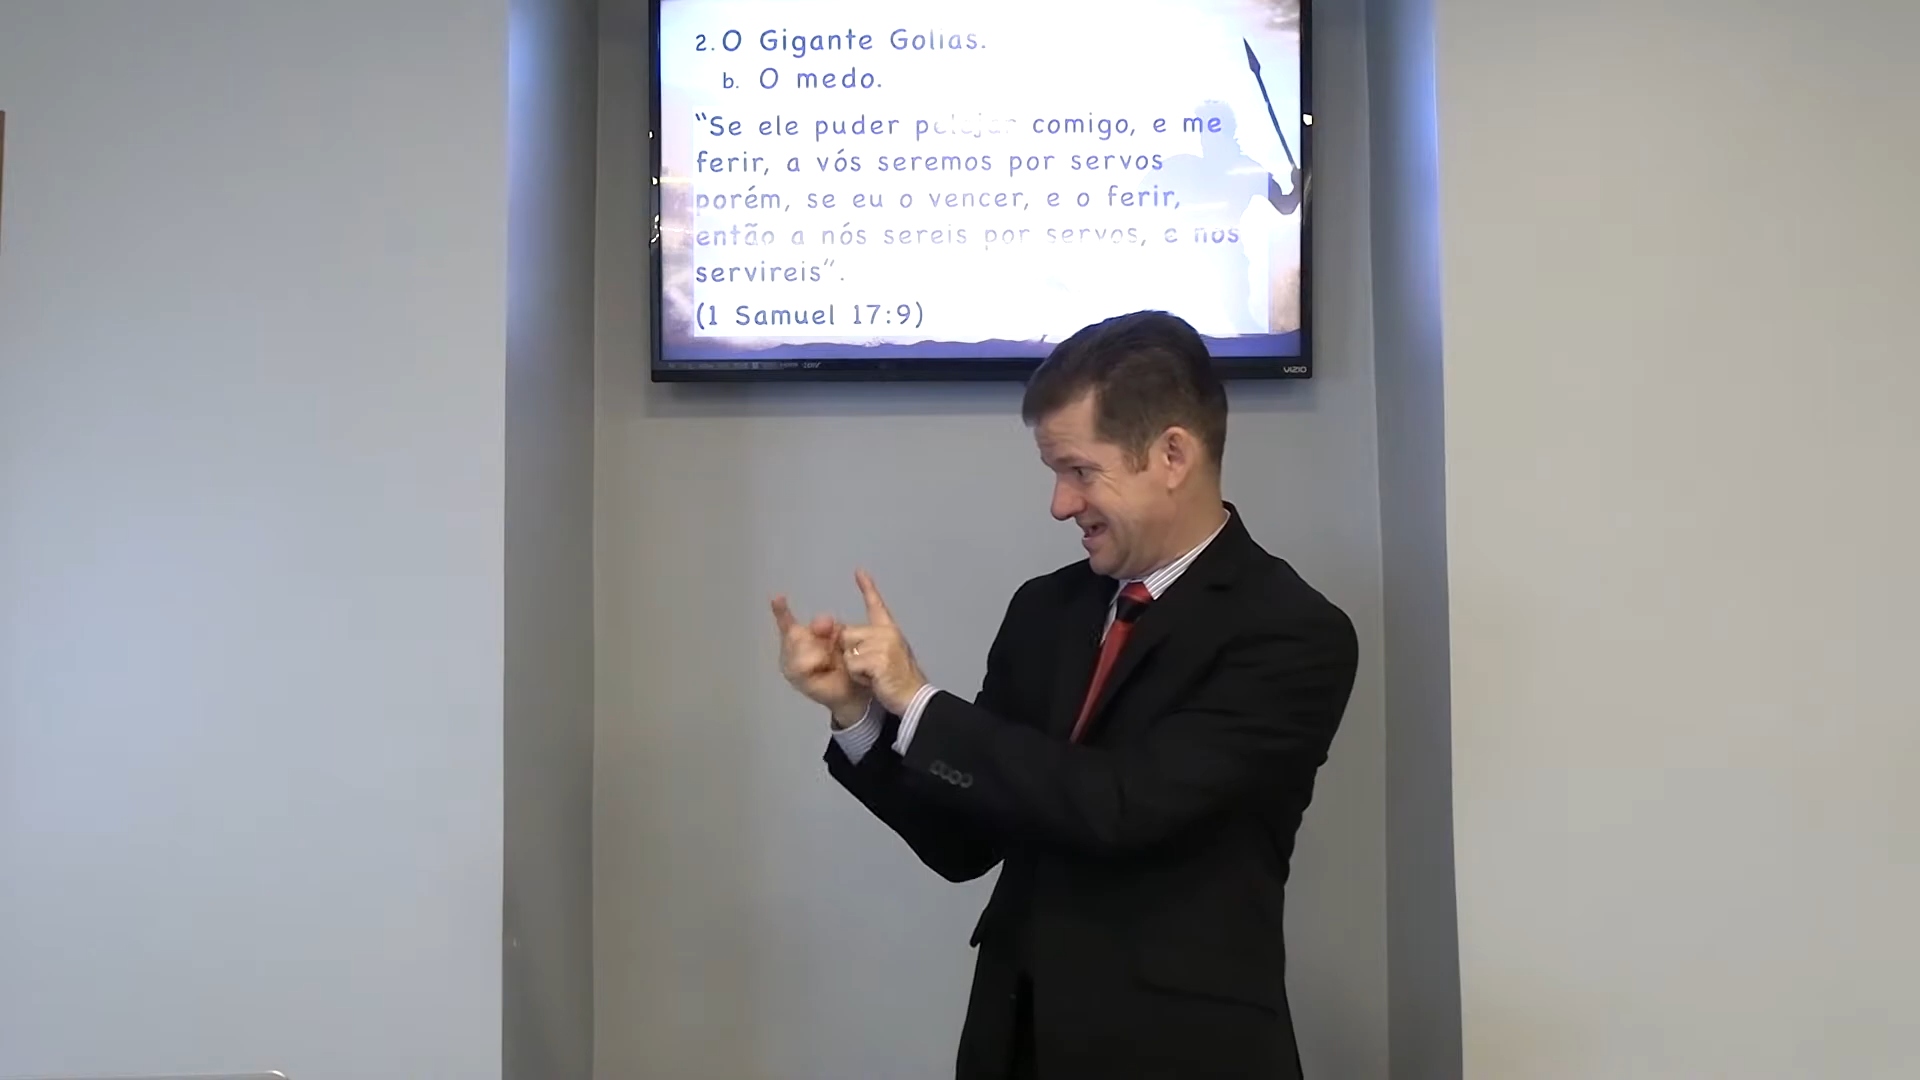 2. O Gigante Golias.
b. O medo.
“Se ele puder pelejar comigo, e me
ferir, a vós seremos por servos
porém, se eu o vencer, e o ferir,
então a nós sereis por servos, e nos
servireis”.
(1 Samuel 17:9)
VIZIO